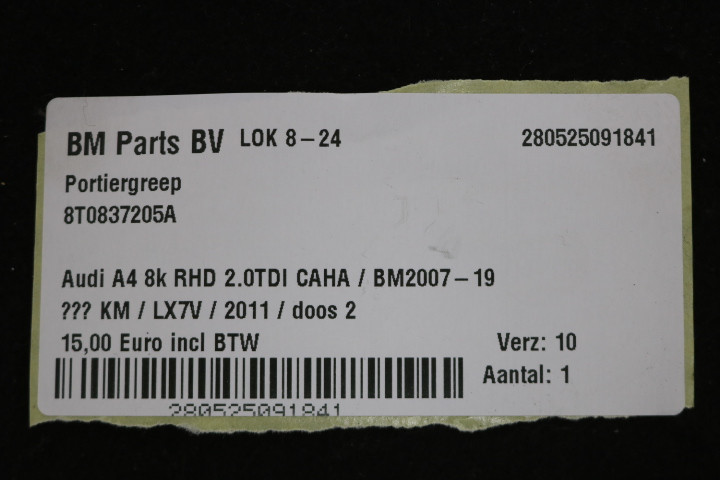 BM Parts BV LOK 8-24 280525091841
Portiergreep
8T0837205A
Audi A4 8k RHD 2.0TDI CAHA / BM2007-19
??? KM / LX7V / 2011 / doos 2
15,00 Euro incl BTW Verz: 10
Aantal: 1
280525091841